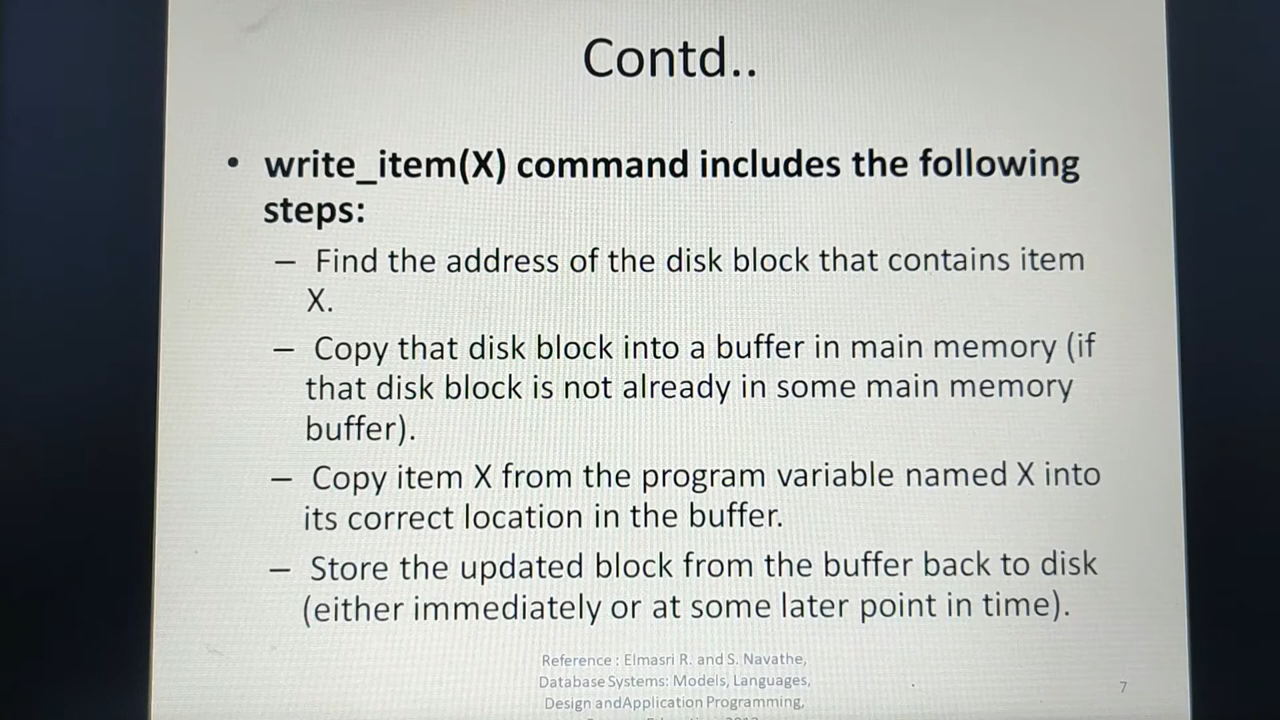 Contd..
• write_item(X) command includes the following
steps:
– Find the address of the disk block that contains item
X.
– Copy that disk block into a buffer in main memory (if
that disk block is not already in some main memory
buffer).
– Copy item X from the program variable named X into
its correct location in the buffer.
– Store the updated block from the buffer back to disk
(either immediately or at some later point in time).
Reference : Elmasri R. and S. Navathe,
Database Systems: Models, Languages,
Design andApplication Programming,
7